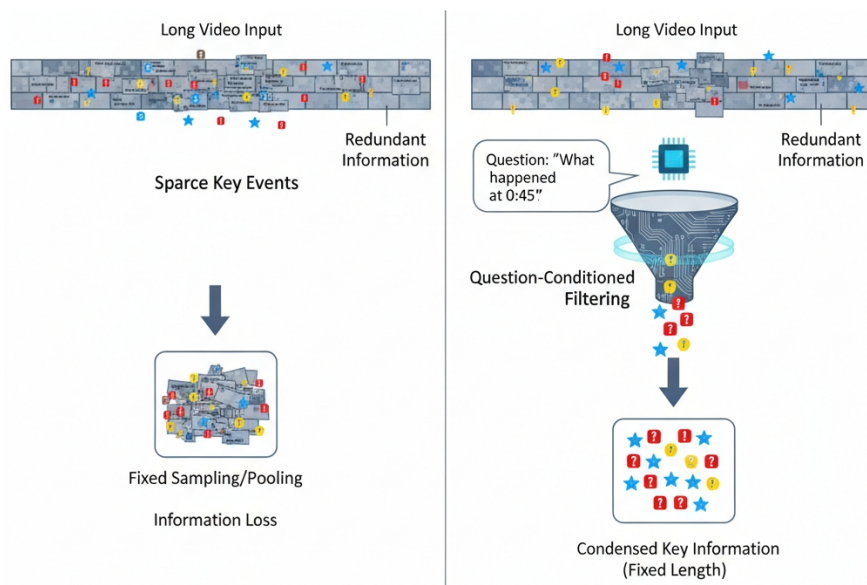 Long Video Input
Redundant
Information
Sparce Key Events
Fixed Sampling/Pooling
Information Loss
Long Video Input
Redundant
Information
Question: "What
happened
at 0:45".
Question-Conditioned
Filtering
Condensed Key Information
(Fixed Length)